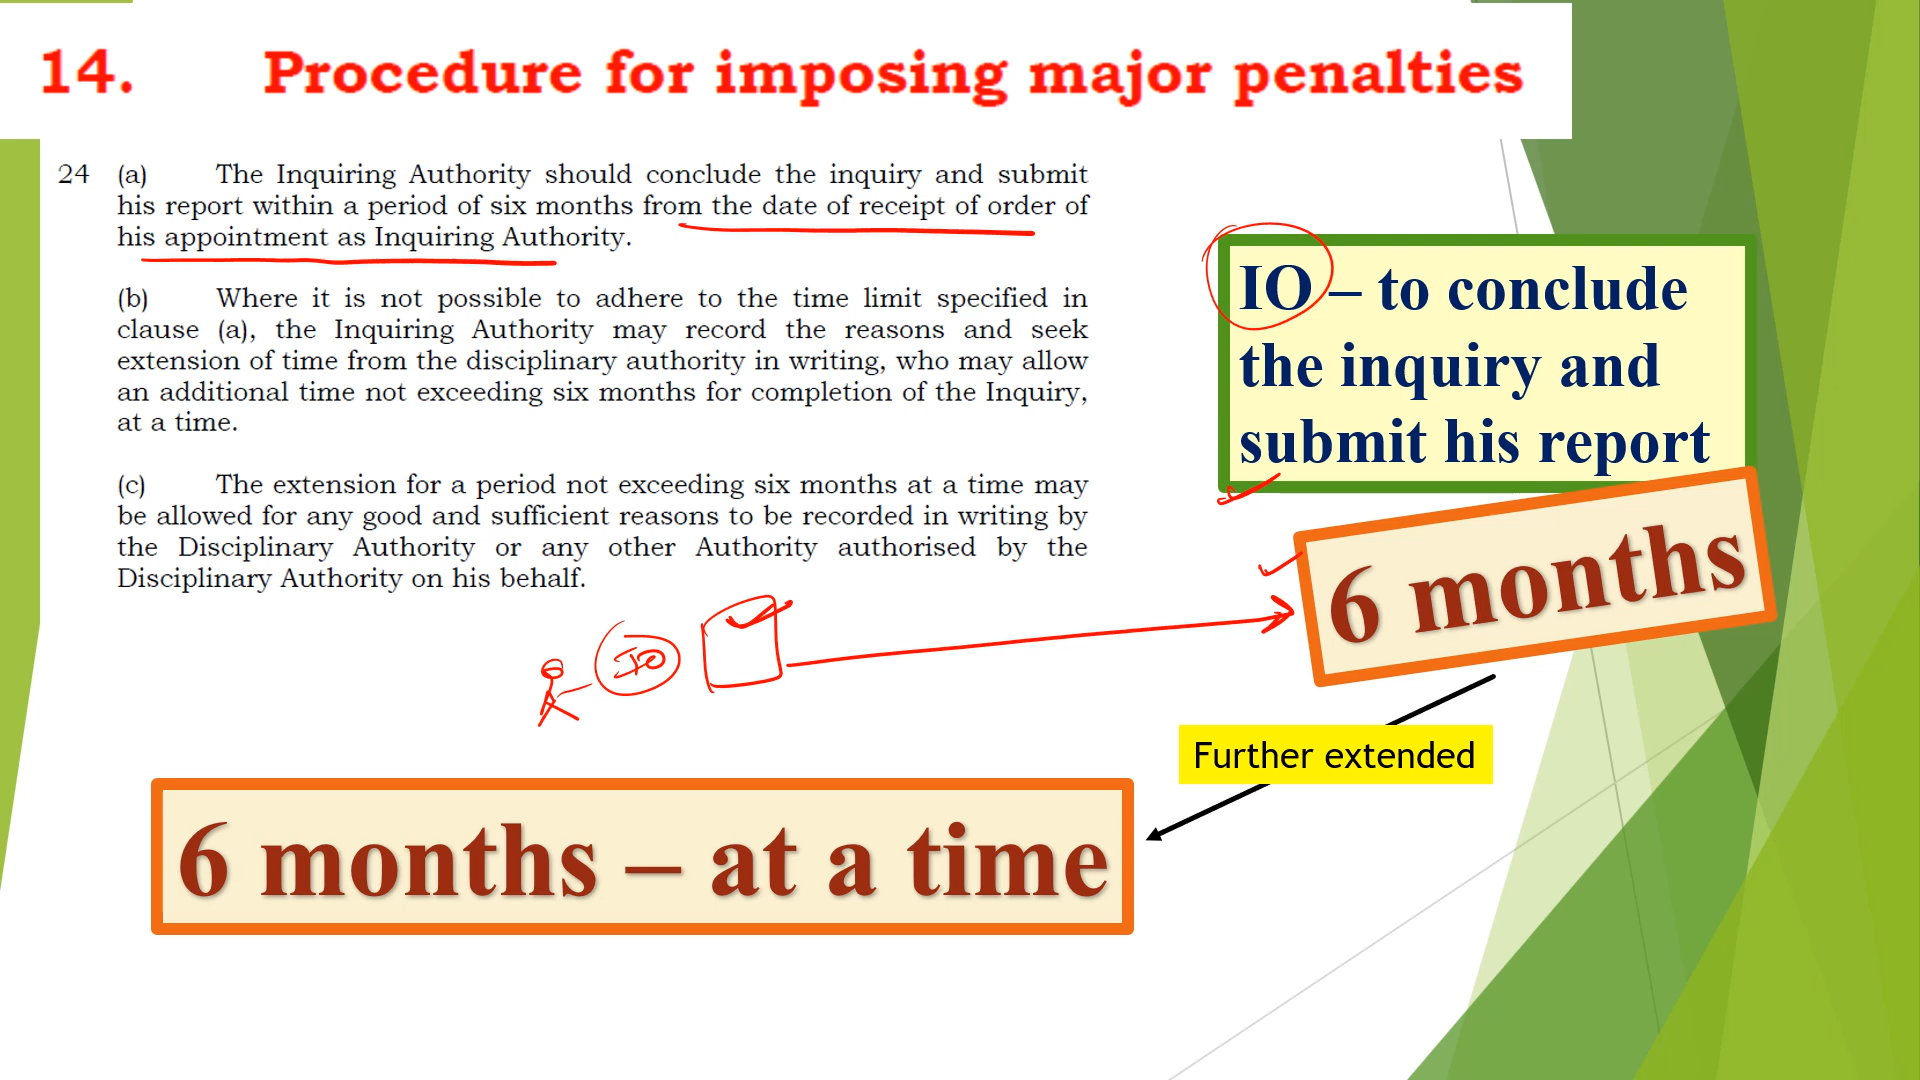 14. Procedure for imposing major penalties
24 (a) The Inquiring Authority should conclude the inquiry and submit
his report within a period of six months from the date of receipt of order of
his appointment as Inquiring Authority.
(b) Where it is not possible to adhere to the time limit specified in
clause (a), the Inquiring Authority may record the reasons and seek
extension of time from the disciplinary authority in writing, who may allow
an additional time not exceeding six months for completion of the Inquiry,
at a time.
(c) The extension for a period not exceeding six months at a time may
be allowed for any good and sufficient reasons to be recorded in writing by
the Disciplinary Authority or any other Authority authorised by the
Disciplinary Authority on his behalf.
IO – to conclude
the inquiry and
submit his report
6 months
IO
Further extended
6 months – at a time